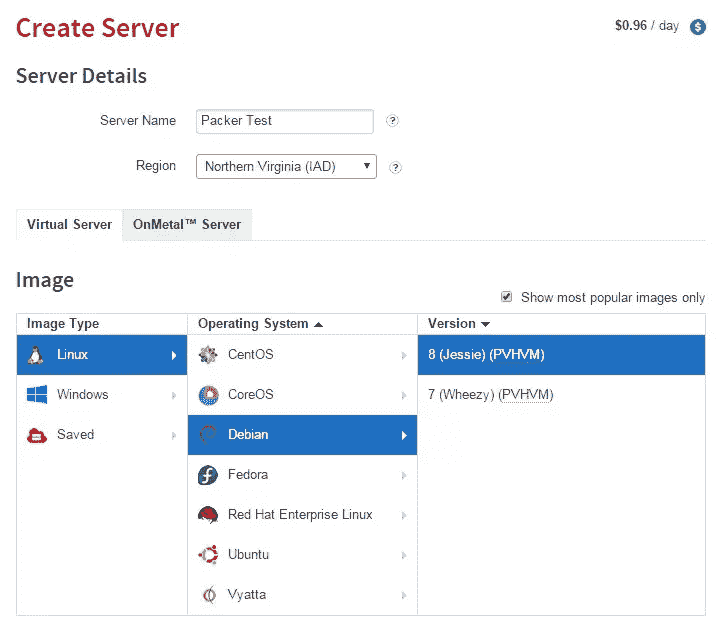 Create Server
$0.96 / day $
Server Details
Server Name Packer Test ?
Region Northern Virginia (IAD) ?
Virtual Server OnMetal™ Server
Image
Show most popular images only
Image Type Operating System Version
Linux CentOS 8 (Jessie) (PVHVM)
Windows CoreOS 7 (Wheezy) (PVHVM)
Saved Debian
Fedora
Red Hat Enterprise Linux
Ubuntu
Vyatta